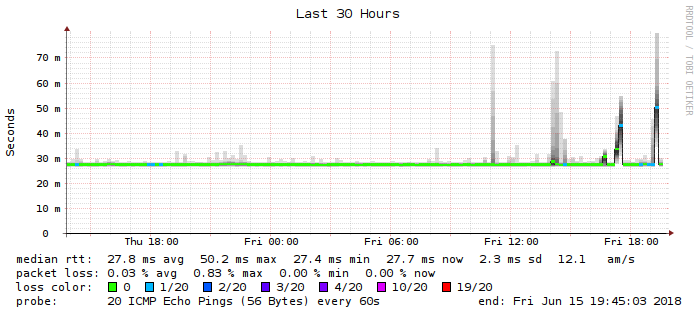 Last 30 Hours
RRDTOOL / TOBI OETIKER
Seconds
70 m
60 m
50 m
40 m
30 m
20 m
10 m
0
Thu 18:00 Fri 00:00 Fri 06:00 Fri 12:00 Fri 18:00
median rtt: 27.8 ms avg 50.2 ms max 27.4 ms min 27.7 ms now 2.3 ms sd 12.1 am/s
packet loss: 0.03 % avg 0.83 % max 0.00 % min 0.00 % now
loss color: 0 1/20 2/20 3/20 4/20 10/20 19/20
probe: 20 ICMP Echo Pings (56 Bytes) every 60s end: Fri Jun 15 19:45:03 2018